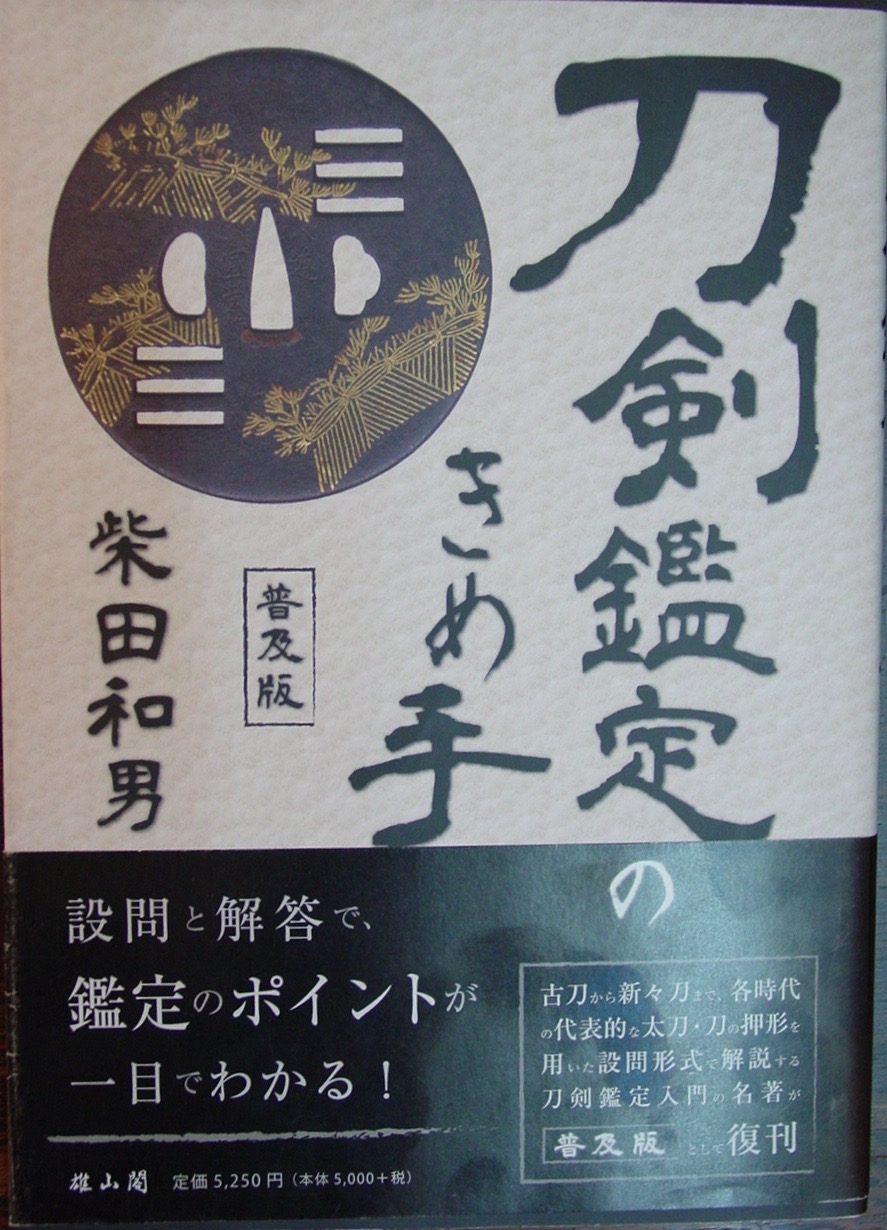 刀剣鑑定の
きめ手
普及版
柴田和男
設問と解答で、
鑑定のポイントが
一目でわかる！
古刀から新々刀まで、各時代
の代表的な太刀・刀の押形を
用いた設問形式で解説する
刀剣鑑定入門の名著が
普及版として復刊
雄山閣 定価5,250円（本体5,000＋税）